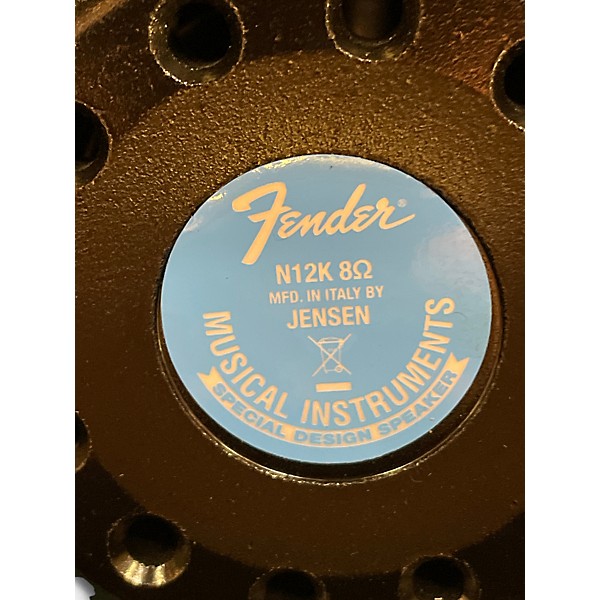 Fender®
N12K 8Ω
MFD. IN ITALY BY
JENSEN
MUSICAL INSTRUMENTS
SPECIAL DESIGN SPEAKER